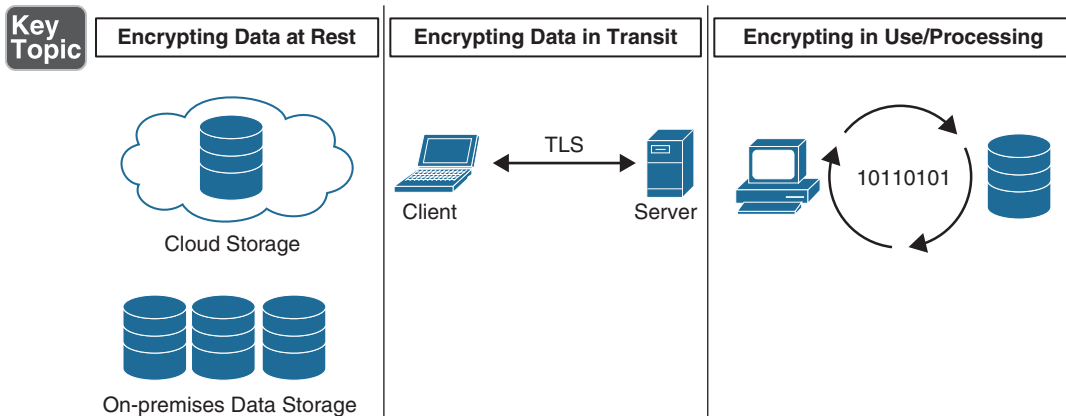 Key
Topic
Encrypting Data at Rest
Encrypting Data in Transit
Encrypting in Use/Processing
Cloud Storage
On-premises Data Storage
TLS
Client
Server
10110101